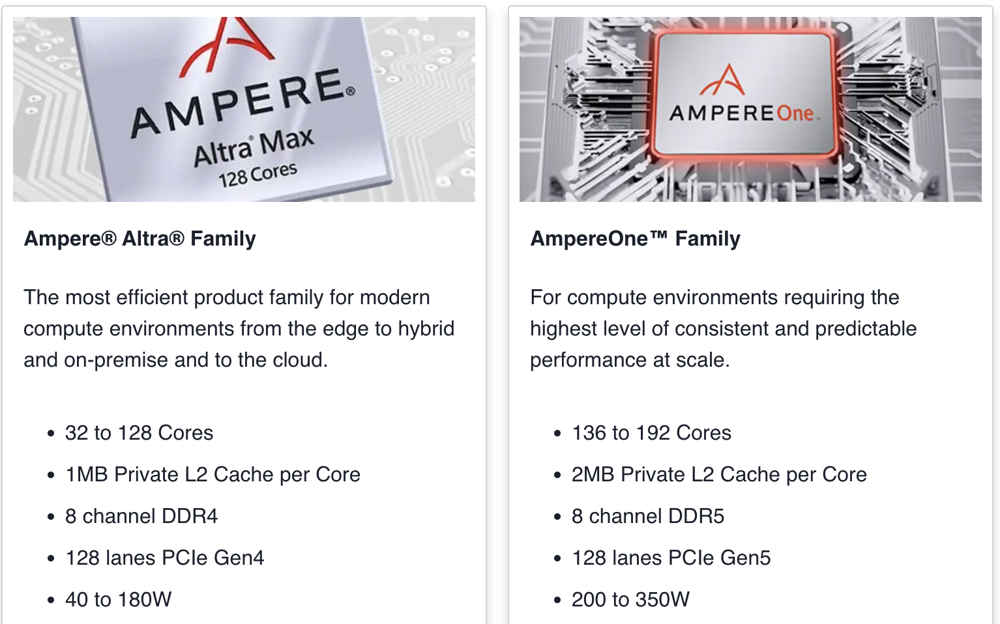 AMPERE®
Altra® Max
128 Cores
Ampere® Altra® Family
The most efficient product family for modern
compute environments from the edge to hybrid
and on-premise and to the cloud.
• 32 to 128 Cores
• 1MB Private L2 Cache per Core
• 8 channel DDR4
• 128 lanes PCIe Gen4
• 40 to 180W
AMPEREOne™
AmpereOne™ Family
For compute environments requiring the
highest level of consistent and predictable
performance at scale.
• 136 to 192 Cores
• 2MB Private L2 Cache per Core
• 8 channel DDR5
• 128 lanes PCIe Gen5
• 200 to 350W